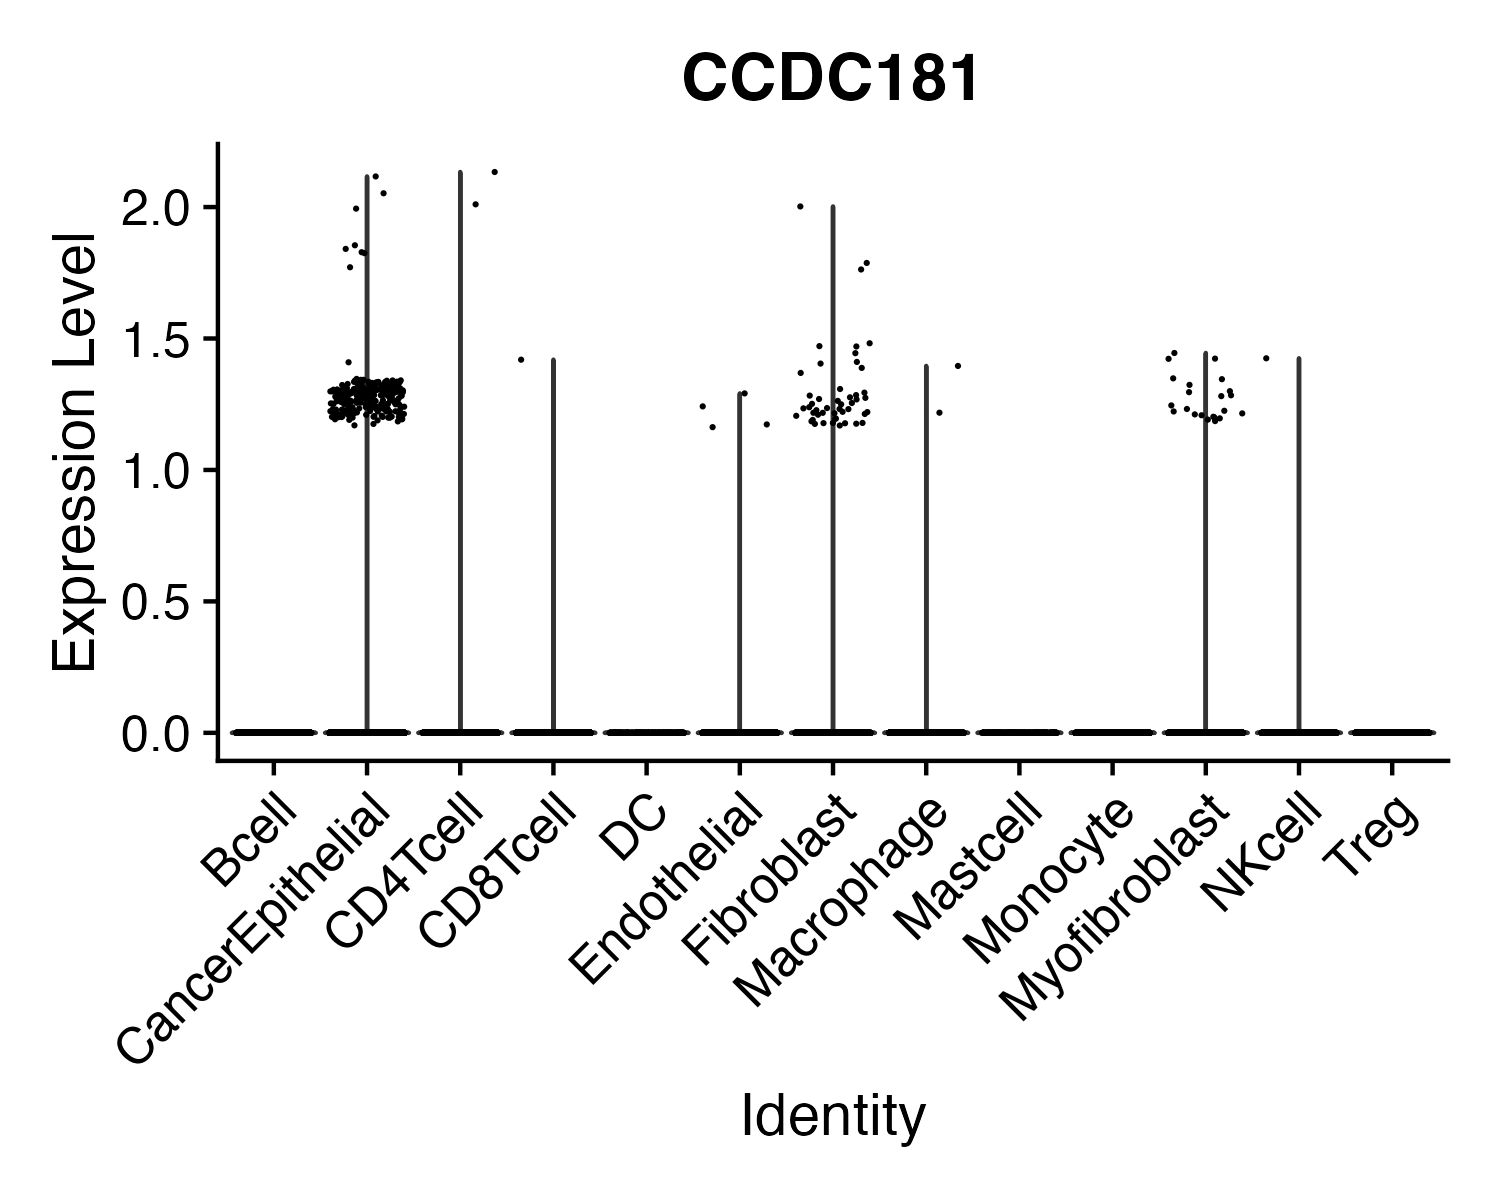 CCDC181
Expression Level
2.0
1.5
1.0
0.5
0.0
Bcell
CancerEpithelial
CD4Tcell
CD8Tcell
DC
Endothelial
Fibroblast
Macrophage
Mastcell
Monocyte
Myofibroblast
NKcell
Treg
Identity